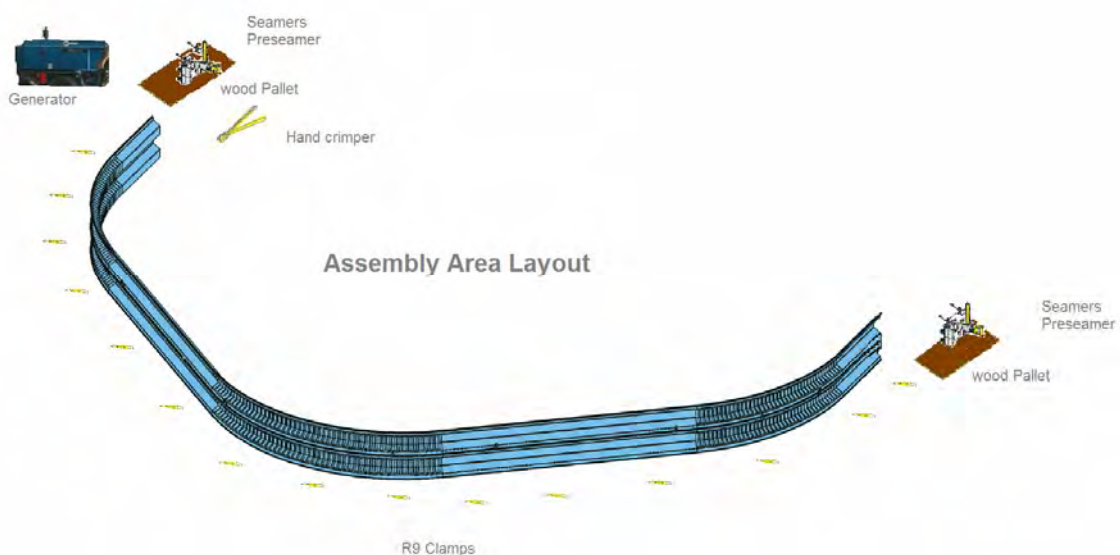 Seamers
Preseamer
wood Pallet
Generator
Hand crimper
Assembly Area Layout
Seamers
Preseamer
wood Pallet
R9 Clamps